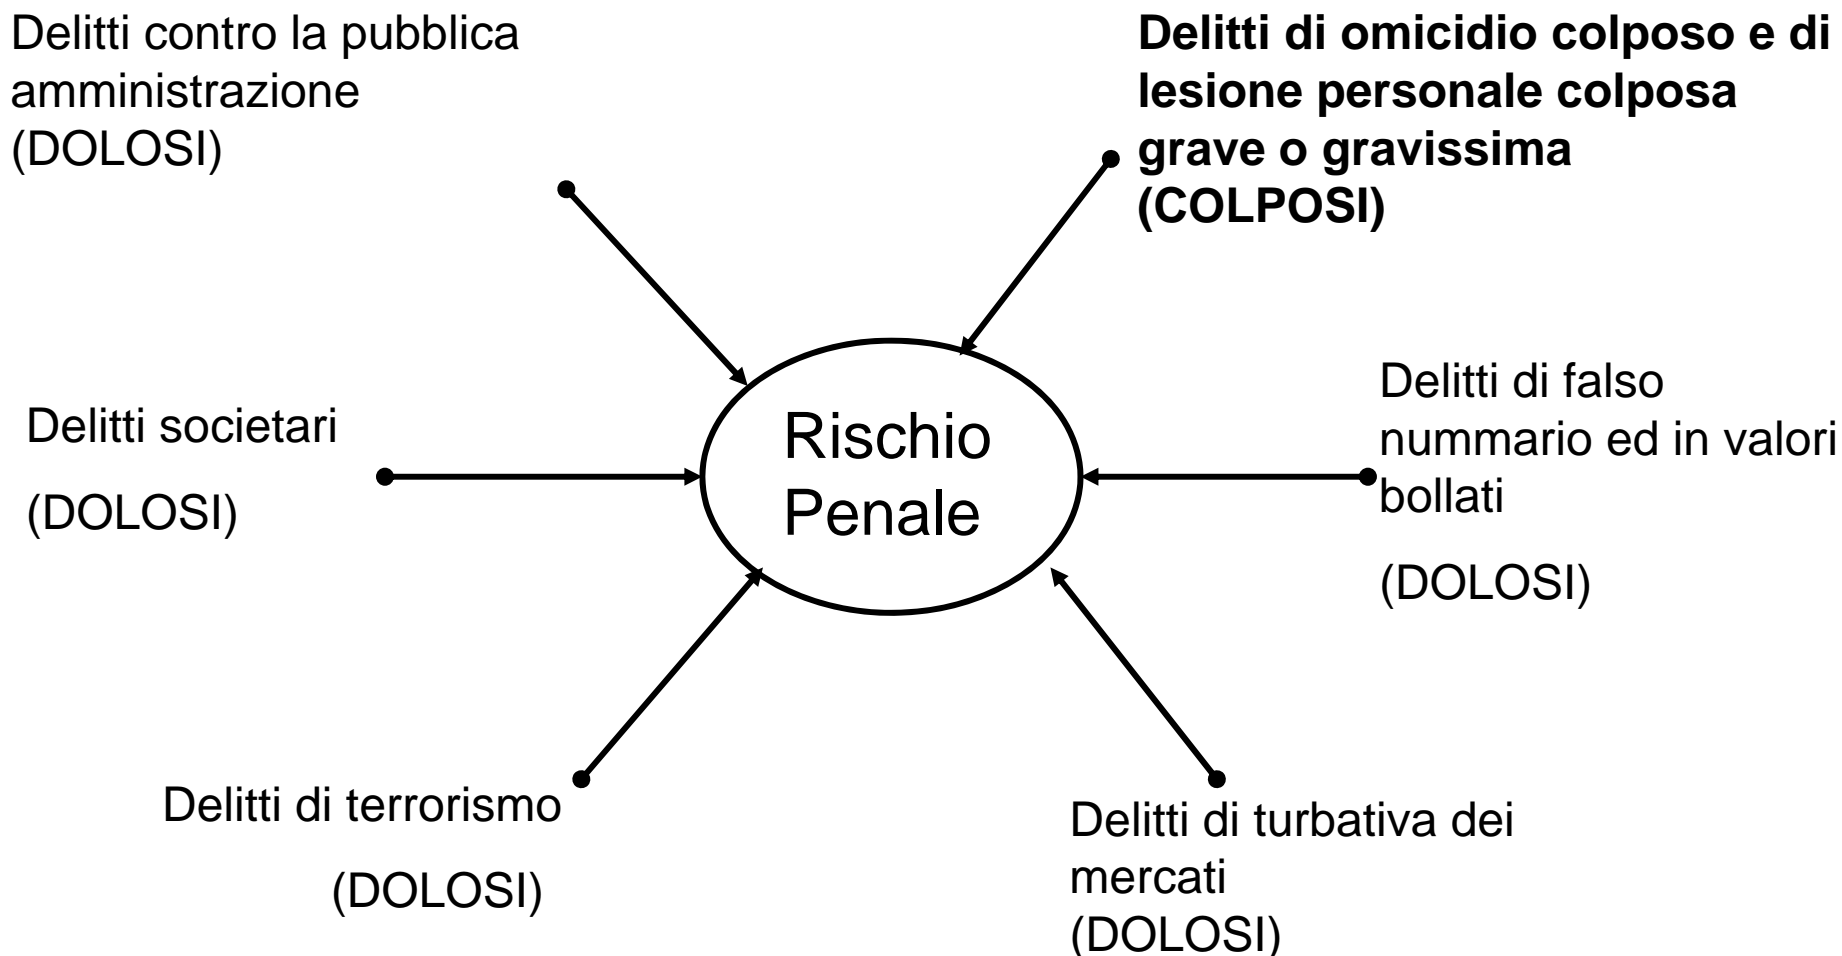 Delitti contro la pubblica
amministrazione
(DOLOSI)
Delitti di omicidio colposo e di
lesione personale colposa
grave o gravissima
(COLPOSI)
Delitti societari
(DOLOSI)
Rischio
Penale
Delitti di falso
nummario ed in valori
bollati
(DOLOSI)
Delitti di terrorismo
(DOLOSI)
Delitti di turbativa dei
mercati
(DOLOSI)